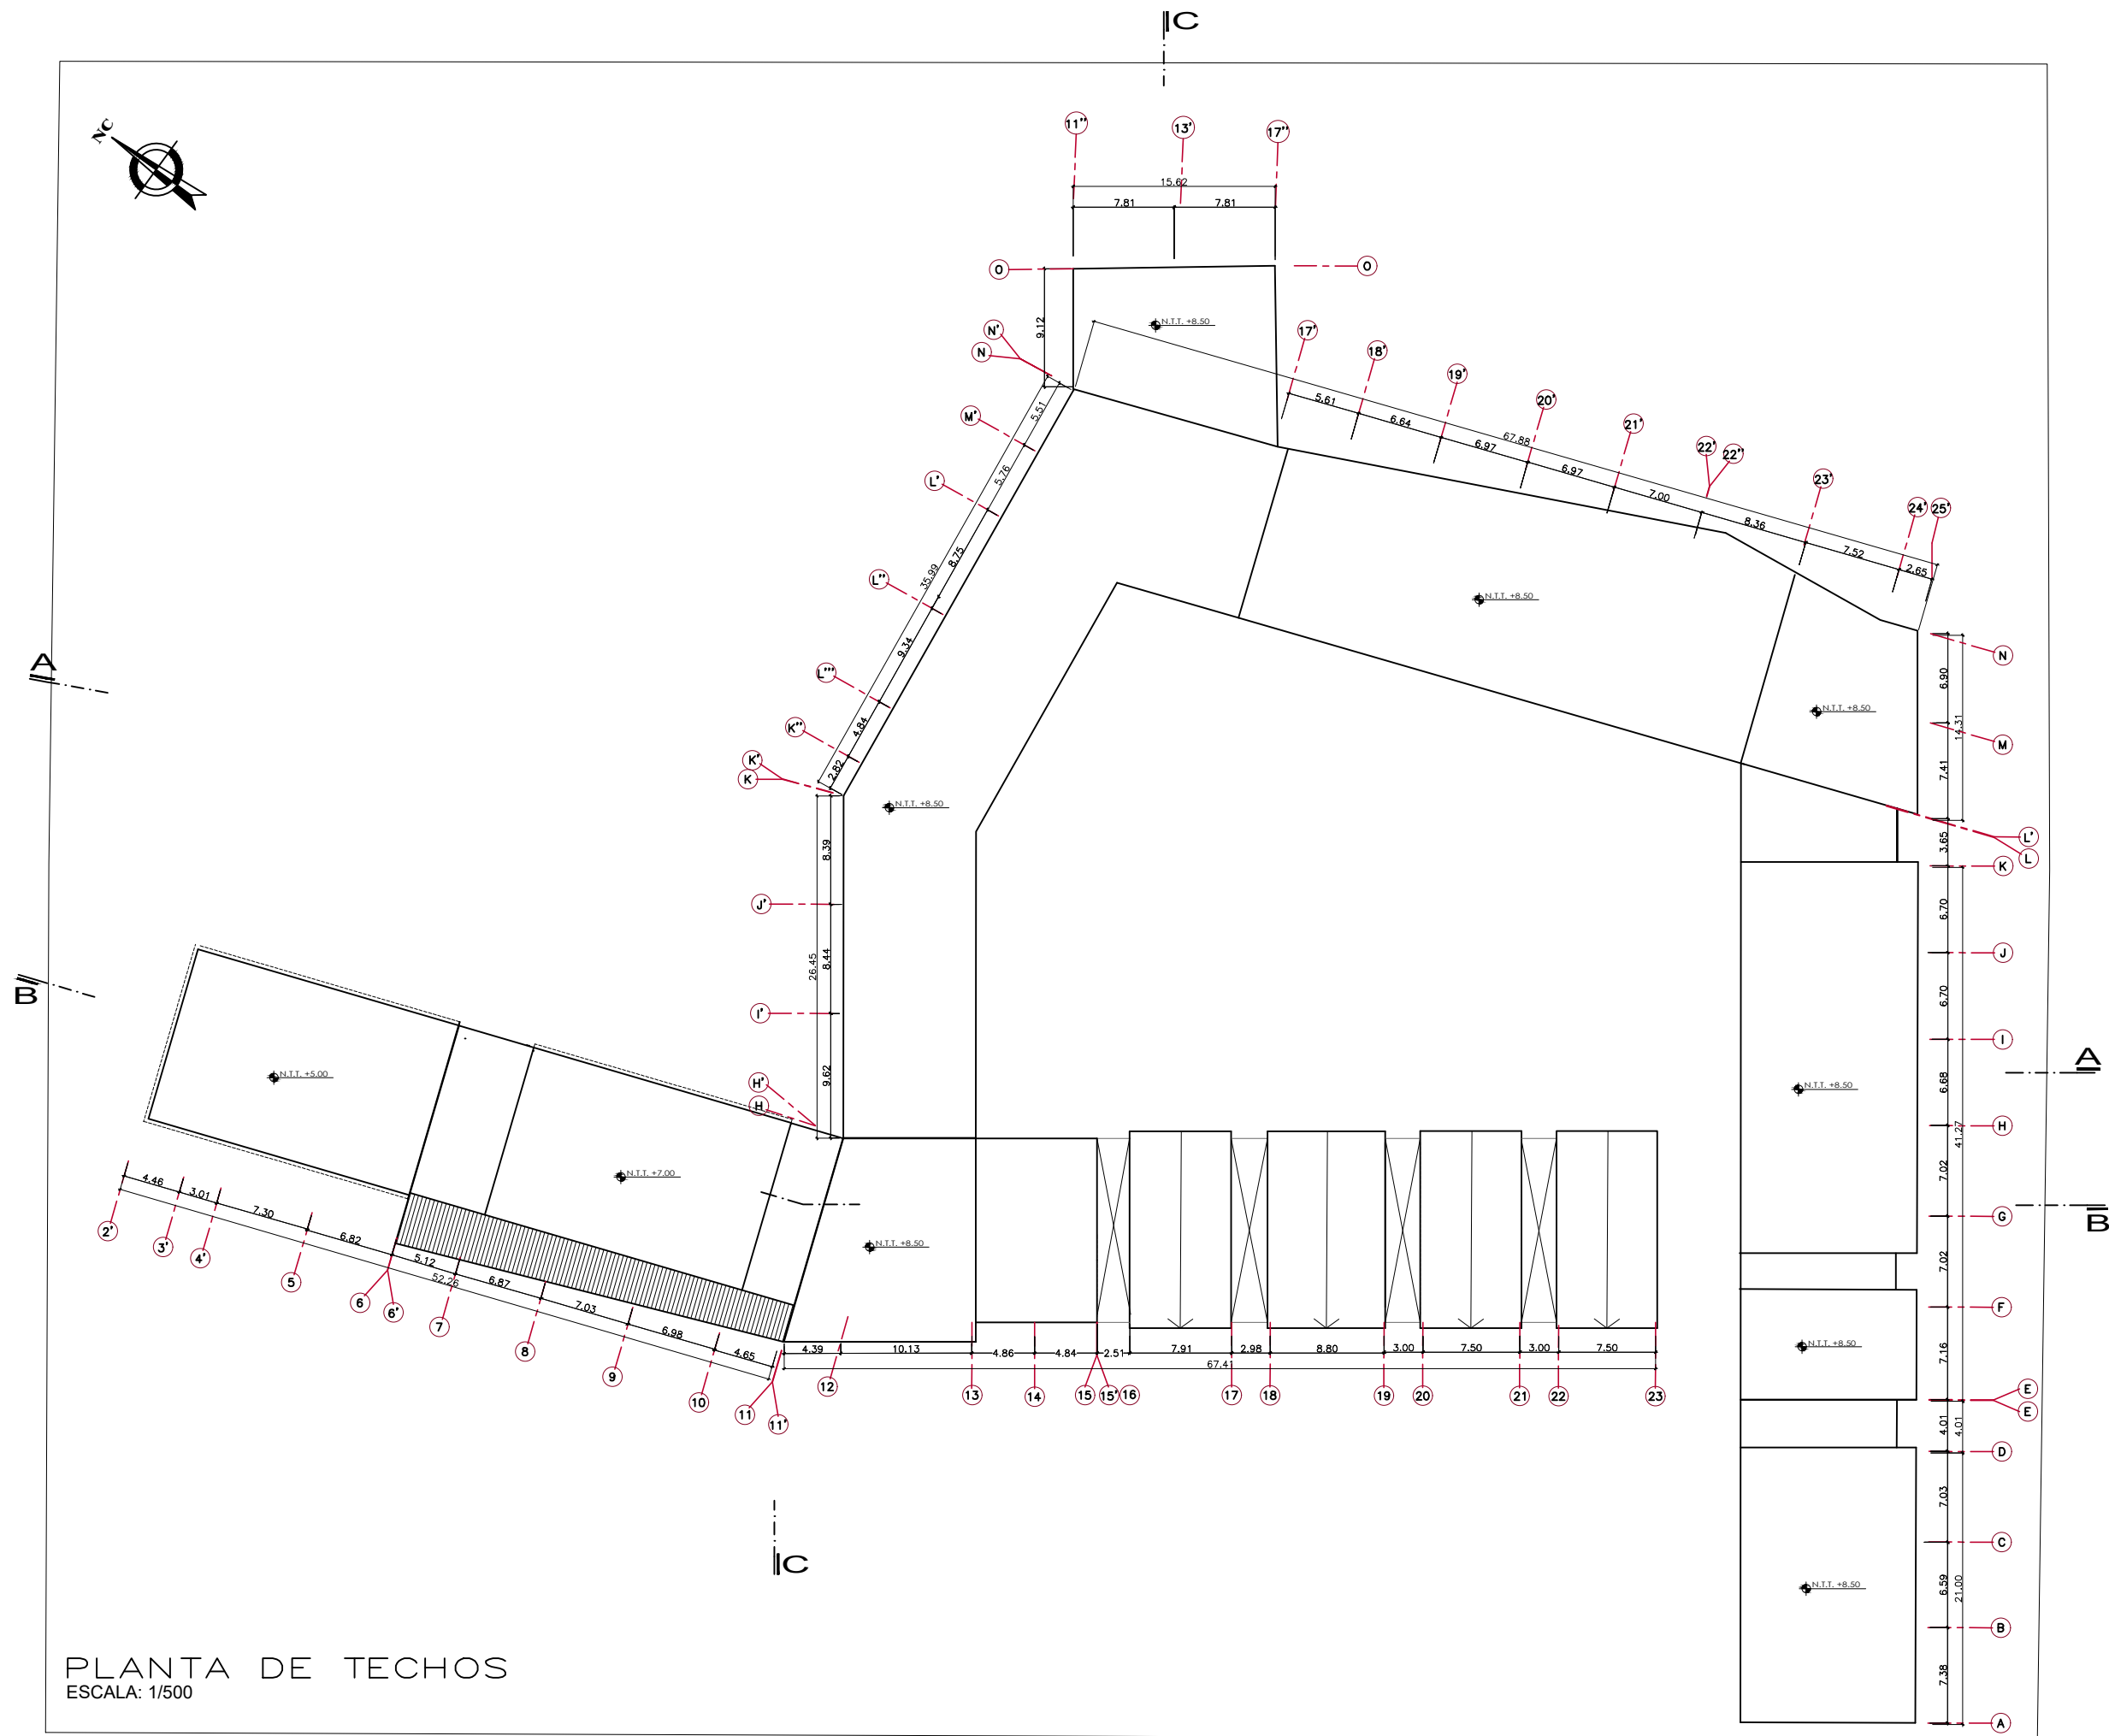 C
NC
11'' 13' 17''
15.62
7.81 7.81
O O
9.12
N.T.T. +8.50
N'
N
17' 18' 19' 20' 21' 22' 22'' 23' 24' 25'
67.88
5.61 6.64 6.97 6.97 7.00 8.36 7.52 2.65
M'
L'
L''
L'''
K''
K'
K
5.51
5.76
8.75
35.99
9.34
4.84
2.82
N.T.T. +8.50
N.T.T. +8.50
N.T.T. +8.50
N
6.90
14.31
M
7.41
L'
L
3.65
K
6.70
J
6.70
I
6.68
H
41.27
7.02
G
7.02
F
7.16
E
E
4.01
4.01
D
7.03
C
6.59
21.00
B
7.38
A
A
B
A
B
8.39
J'
26.45
8.44
I'
9.62
H'
H
N.T.T. +5.00
N.T.T. +7.00
N.T.T. +8.50
N.T.T. +8.50
N.T.T. +8.50
N.T.T. +8.50
4.46 3.01 7.30 6.82 5.12 6.87 7.03 6.98 4.65
52.26
2' 3' 4' 5 6 6' 7 8 9 10 11 11'
4.39 10.13 4.86 4.84 2.51 7.91 2.98 8.80 3.00 7.50 3.00 7.50
67.41
12 13 14 15 15' 16 17 18 19 20 21 22 23
C
PLANTA DE TECHOS
ESCALA: 1/500